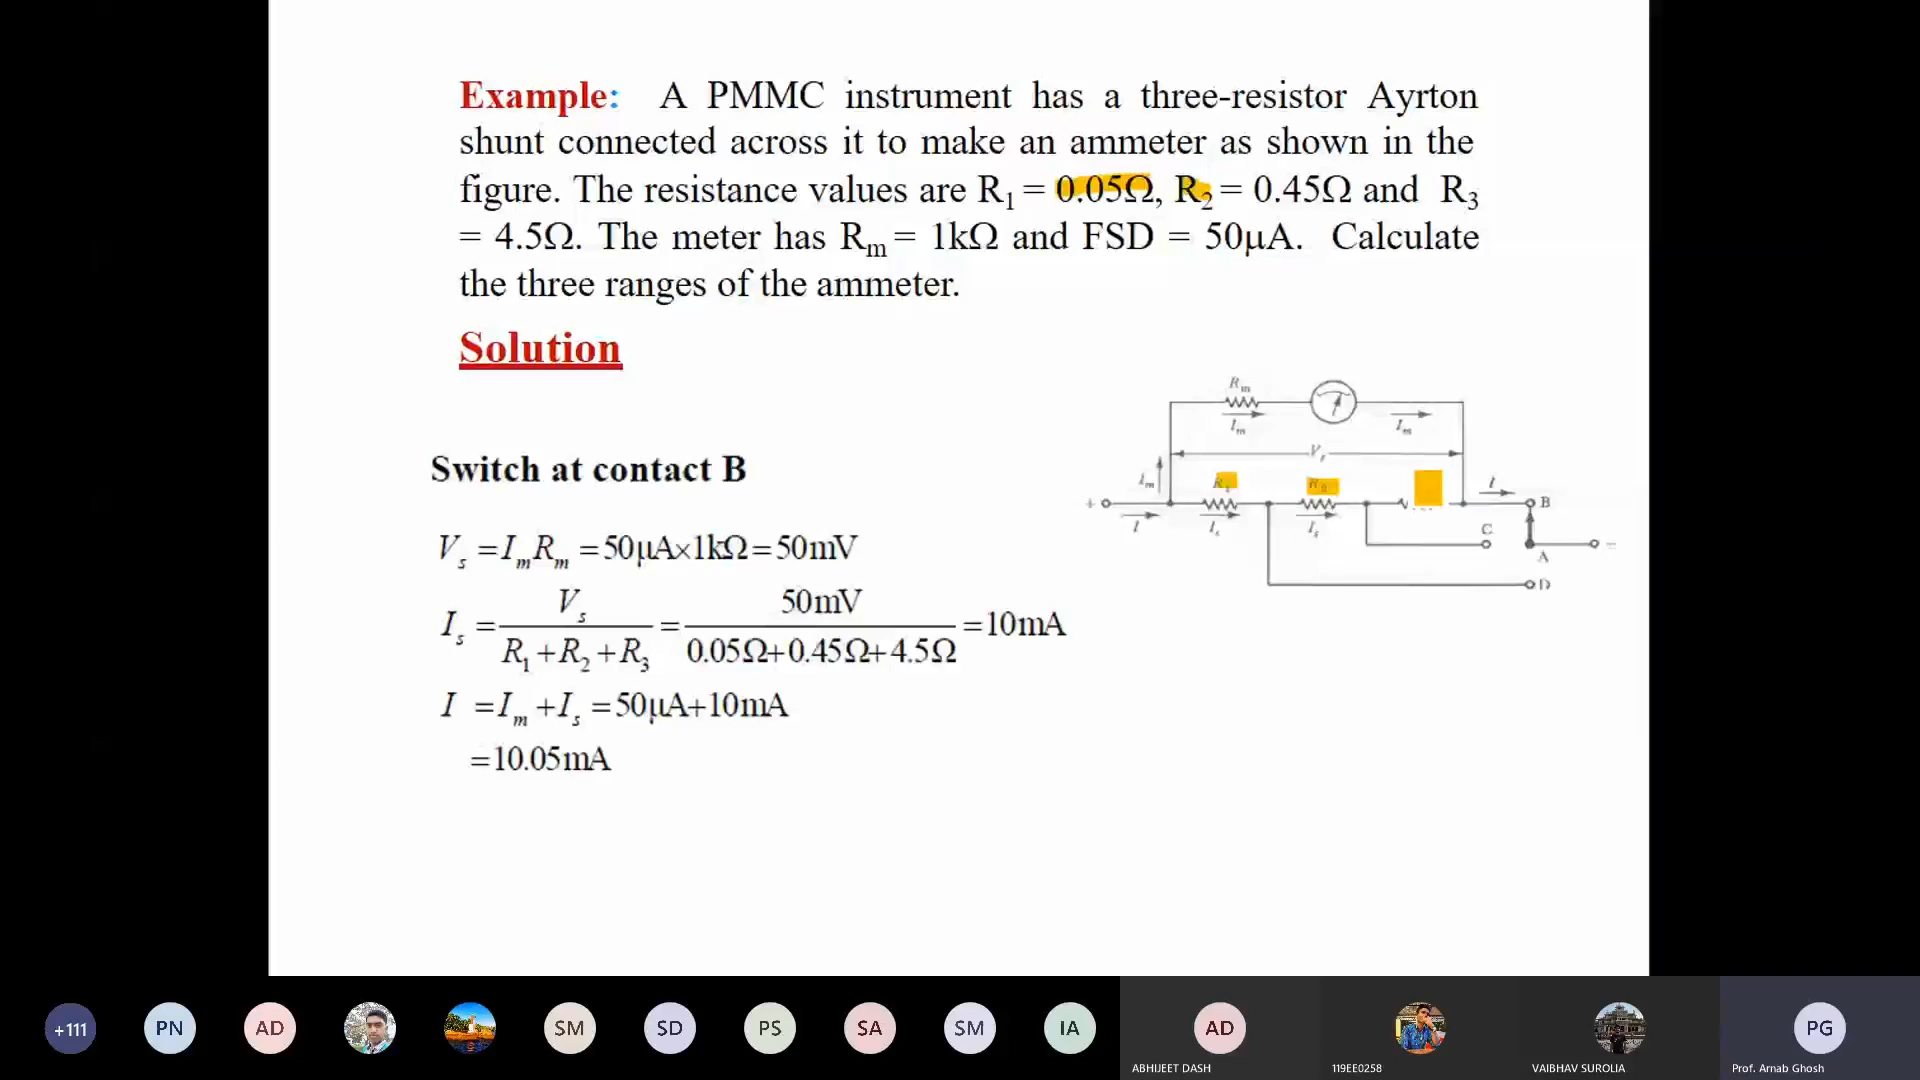 Example: A PMMC instrument has a three-resistor Ayrton
shunt connected across it to make an ammeter as shown in the
figure. The resistance values are R₁ = 0.05Ω, R₂ = 0.45Ω and R₃
= 4.5Ω. The meter has Rₘ = 1kΩ and FSD = 50μA. Calculate
the three ranges of the ammeter.
Solution
Rₘ
Iₘ
Iₘ
Switch at contact B
Iₘ
I
+
B
I
Iₛ
Iₛ
C
A
−
D
Vₛ =IₘRₘ =50μA×1kΩ=50mV
Iₛ = Vₛ / R₁+R₂+R₃ = 50mV / 0.05Ω+0.45Ω+4.5Ω =10mA
I =Iₘ+Iₛ =50μA+10mA
=10.05mA
+111
PN
AD
SM
SD
PS
SA
SM
IA
AD
PG
ABHIJEET DASH
119EE0258
VAIBHAV SUROLIA
Prof. Arnab Ghosh